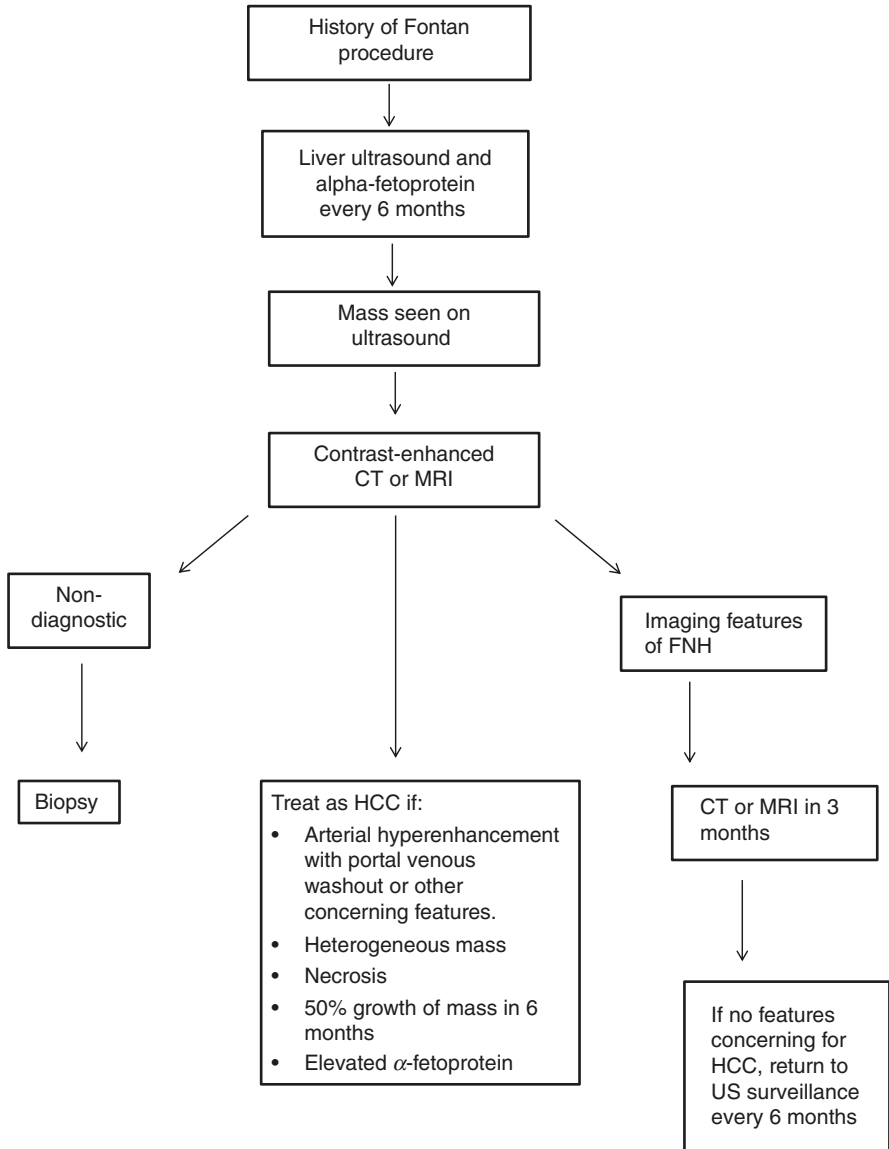 History of Fontan
procedure
Liver ultrasound and
alpha-fetoprotein
every 6 months
Mass seen on
ultrasound
Contrast-enhanced
CT or MRI
Non-
diagnostic
Biopsy
Treat as HCC if:
• Arterial hyperenhancement
with portal venous
washout or other
concerning features.
• Heterogeneous mass
• Necrosis
• 50% growth of mass in 6
months
• Elevated α-fetoprotein
Imaging features
of FNH
CT or MRI in 3
months
If no features
concerning for
HCC, return to
US surveillance
every 6 months